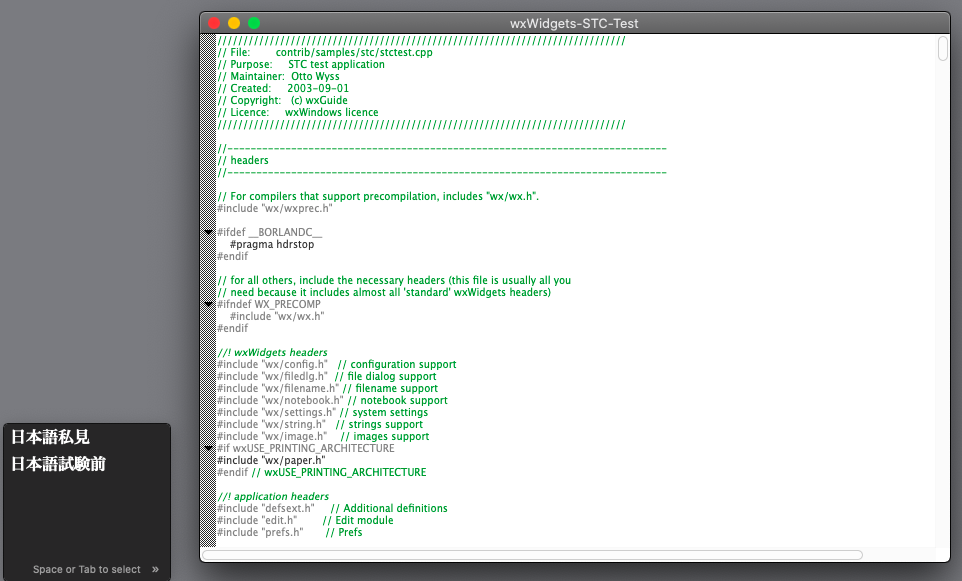 wxWidgets-STC-Test
////////////////////////////////////////////////////////////////////////////////
// File: contrib/samples/stc/stctest.cpp
// Purpose: STC test application
// Maintainer: Otto Wyss
// Created: 2003-09-01
// Copyright: (c) wxGuide
// Licence: wxWindows licence
////////////////////////////////////////////////////////////////////////////////
//----------------------------------------------------------------------------
// headers
//----------------------------------------------------------------------------
// For compilers that support precompilation, includes "wx/wx.h".
#include "wx/wxprec.h"
#ifdef __BORLANDC__
#pragma hdrstop
#endif
// for all others, include the necessary headers (this file is usually all you
// need because it includes almost all 'standard' wxWidgets headers)
#ifndef WX_PRECOMP
#include "wx/wx.h"
#endif
//! wxWidgets headers
#include "wx/config.h" // configuration support
#include "wx/filedlg.h" // file dialog support
#include "wx/filename.h" // filename support
#include "wx/notebook.h" // notebook support
#include "wx/settings.h" // system settings
#include "wx/string.h" // strings support
#include "wx/image.h" // images support
#if wxUSE_PRINTING_ARCHITECTURE
#include "wx/paper.h"
#endif // wxUSE_PRINTING_ARCHITECTURE
//! application headers
#include "defsext.h" // Additional definitions
#include "edit.h" // Edit module
#include "prefs.h" // Prefs
日本語私見
日本語試験前
Space or Tab to select »